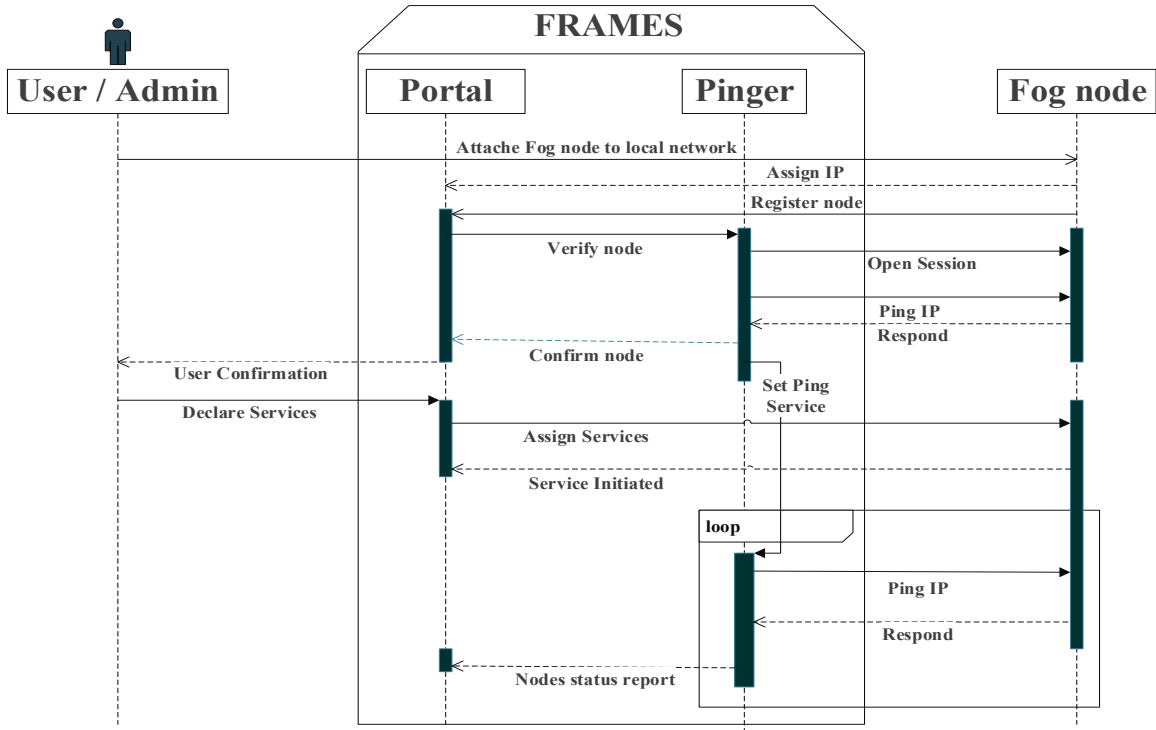 FRAMES
User / Admin
Portal
Pinger
Fog node
Attache Fog node to local network
Assign IP
Register node
Verify node
Open Session
Ping IP
Respond
Confirm node
User Confirmation
Set Ping
Service
Declare Services
Assign Services
Service Initiated
loop
Ping IP
Respond
Nodes status report